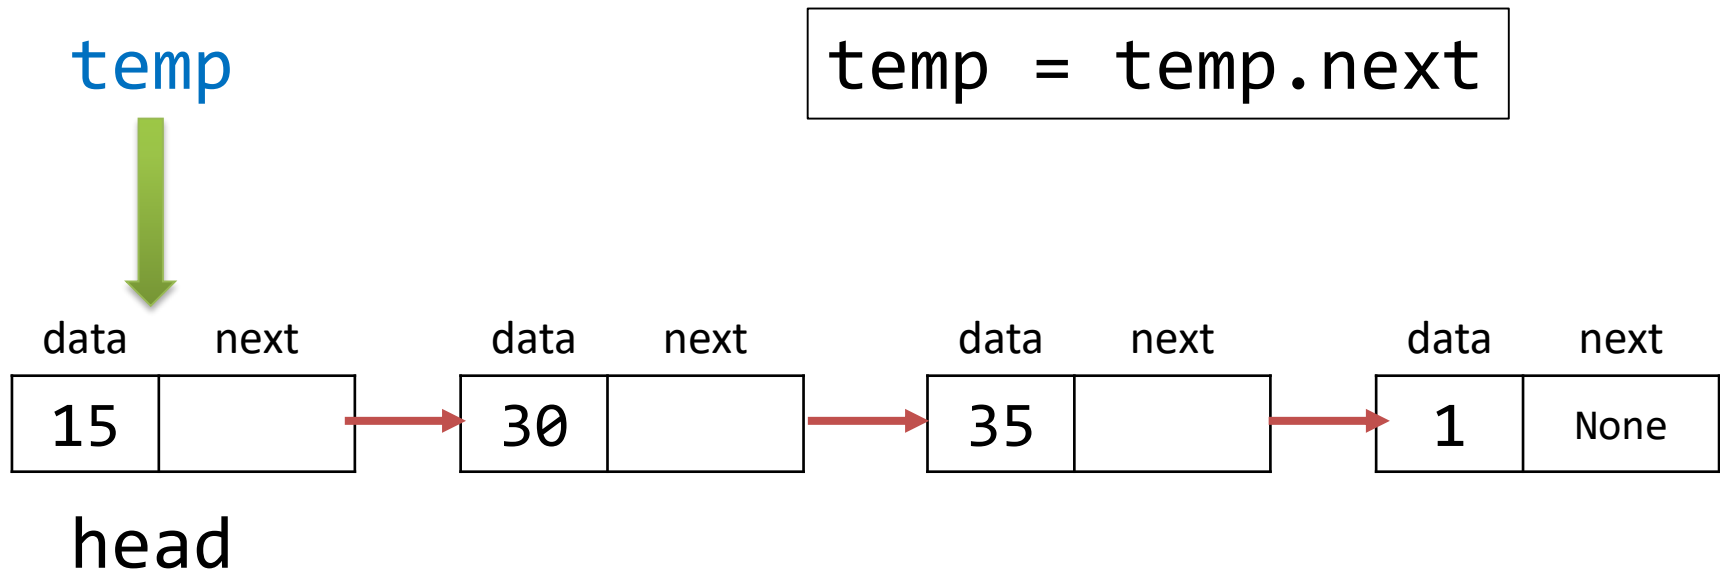 temp
temp = temp.next
data next data next data next data next
15 30 35 1 None
head